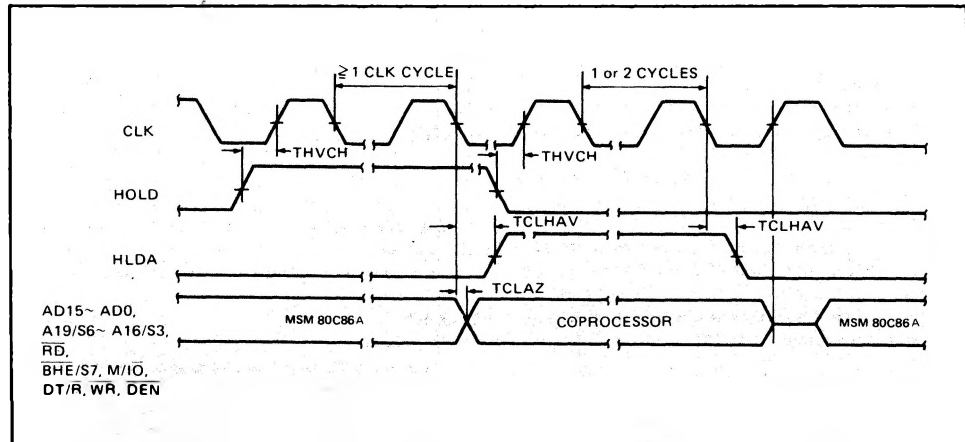 ≧1 CLK CYCLE
1 or 2 CYCLES
CLK
THVCH
THVCH
HOLD
TCLHAV
TCLHAV
HLDA
TCLAZ
AD15~ AD0,
A19/S6~ A16/S3,
RD,
BHE/S7, M/IO,
DT/R, WR, DEN
MSM 80C86A
COPROCESSOR
MSM 80C86A